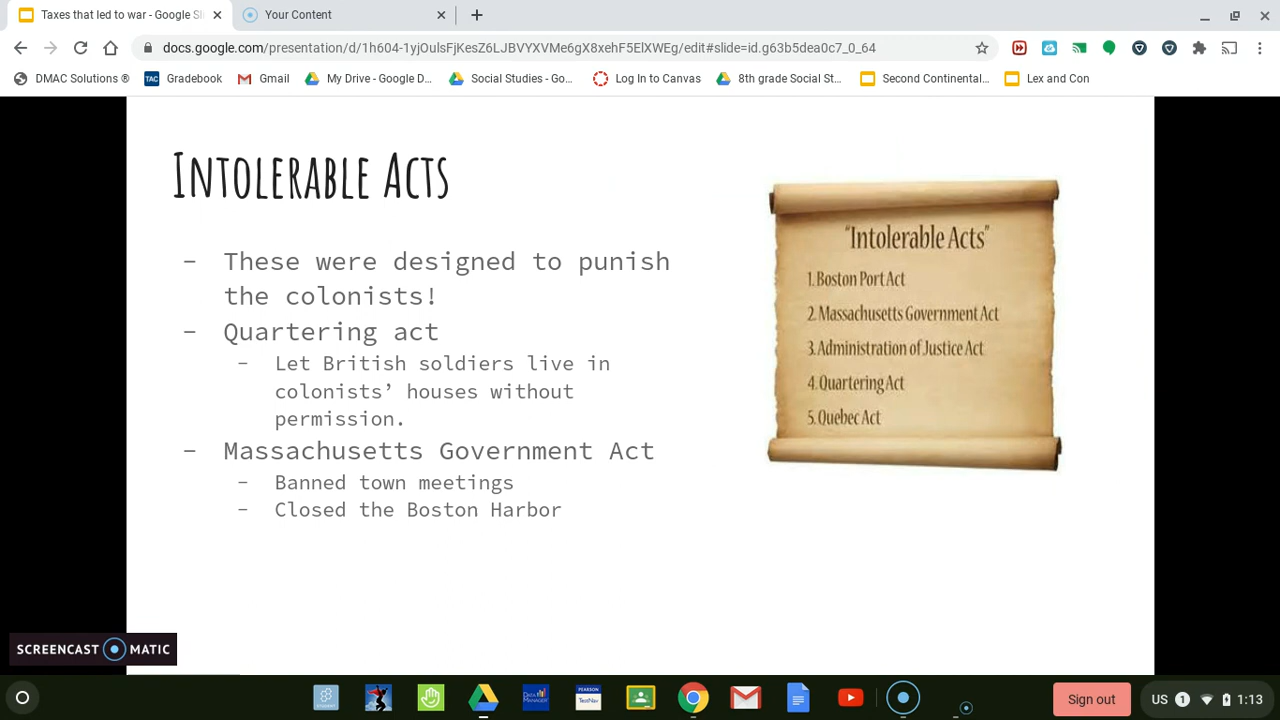 Taxes that led to war - Google Sli
Your Content
docs.google.com/presentation/d/1h604-1yjOulsFjKesZ6LJBVYXVMe6gX8xehF5ElXWEg/edit#slide=id.g63b5dea0c7_0_64
DMAC Solutions ® TAC Gradebook Gmail My Drive - Google D... Social Studies - Go... Log In to Canvas 8th grade Social St... Second Continental... Lex and Con
Intolerable Acts
- These were designed to punish
the colonists!
- Quartering act
- Let British soldiers live in
colonists’ houses without
permission.
- Massachusetts Government Act
- Banned town meetings
- Closed the Boston Harbor
“Intolerable Acts”
1. Boston Port Act
2. Massachusetts Government Act
3. Administration of Justice Act
4. Quartering Act
5. Quebec Act
SCREENCAST MATIC
Sign out US 1 1:13